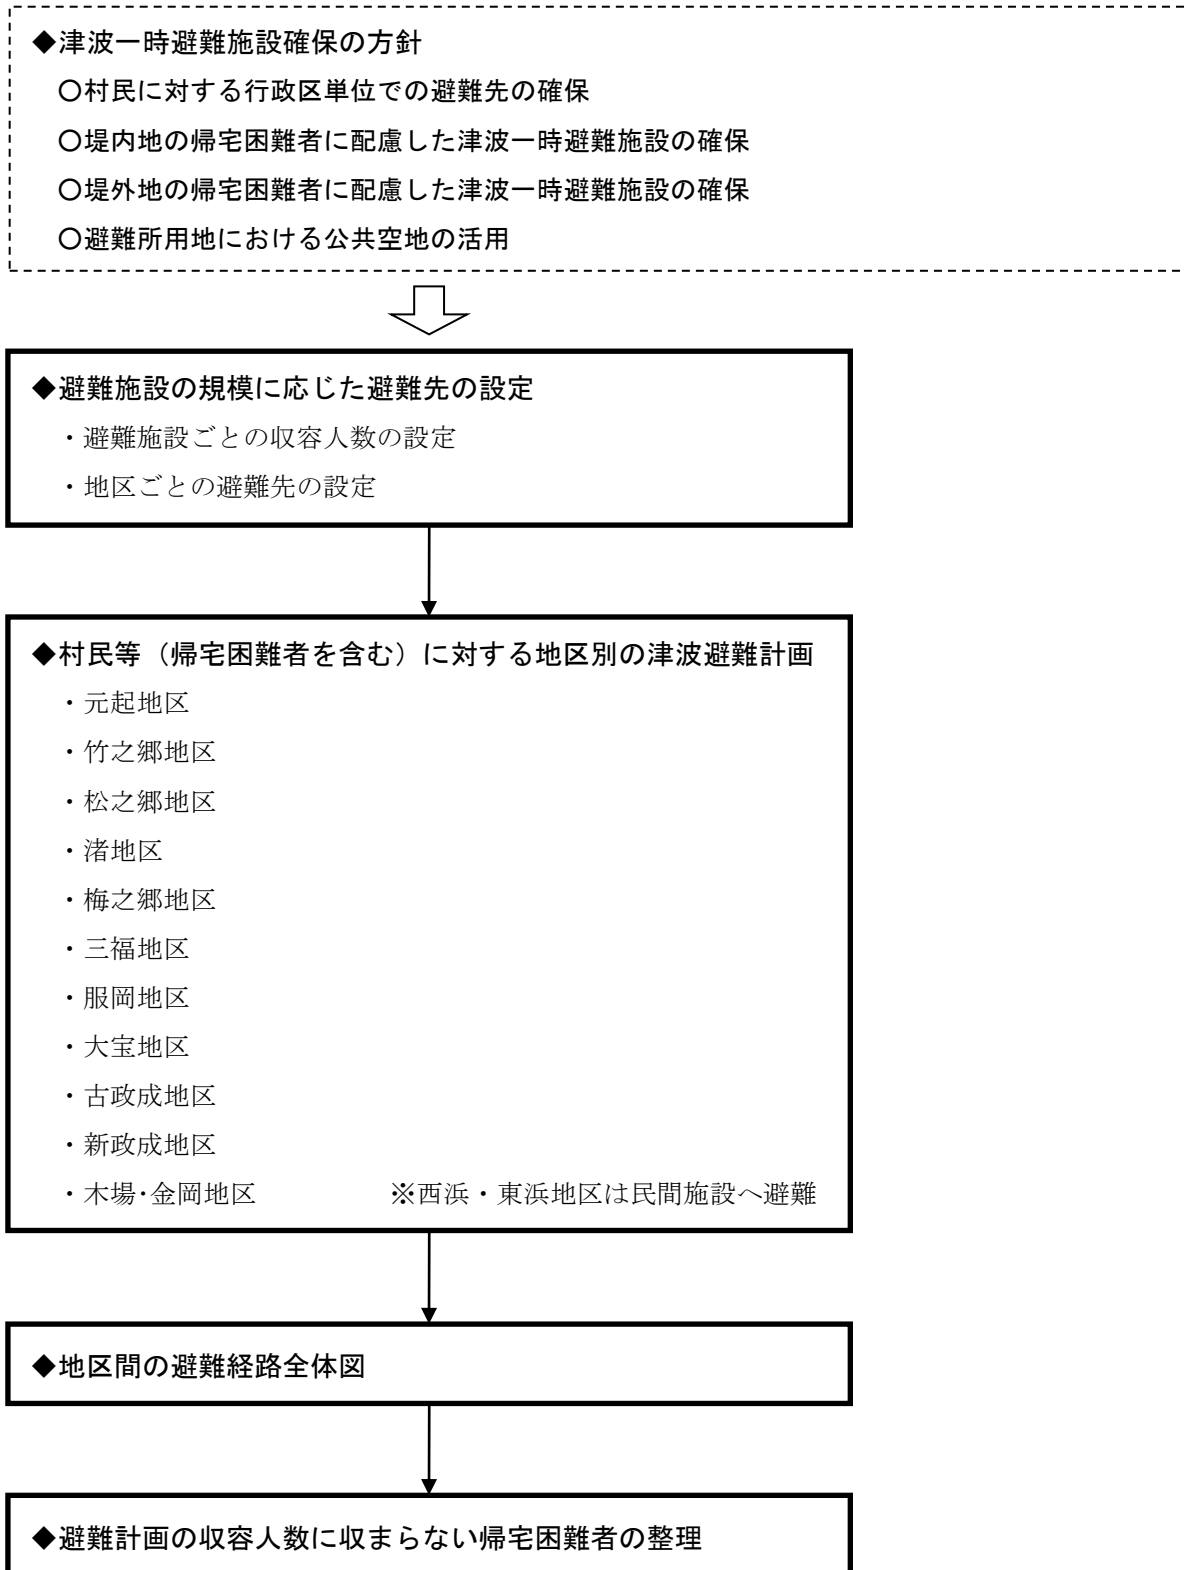 ◆津波一時避難施設確保の方針
○村民に対する行政区単位での避難先の確保
○堤内地の帰宅困難者に配慮した津波一時避難施設の確保
○堤外地の帰宅困難者に配慮した津波一時避難施設の確保
○避難所用地における公共空地の活用
◆避難施設の規模に応じた避難先の設定
・避難施設ごとの収容人数の設定
・地区ごとの避難先の設定
◆村民等（帰宅困難者を含む）に対する地区別の津波避難計画
・元起地区
・竹之郷地区
・松之郷地区
・渚地区
・梅之郷地区
・三福地区
・服岡地区
・大宝地区
・古政成地区
・新政成地区
・木場・金岡地区 ※西浜・東浜地区は民間施設へ避難
◆地区間の避難経路全体図
◆避難計画の収容人数に収まらない帰宅困難者の整理